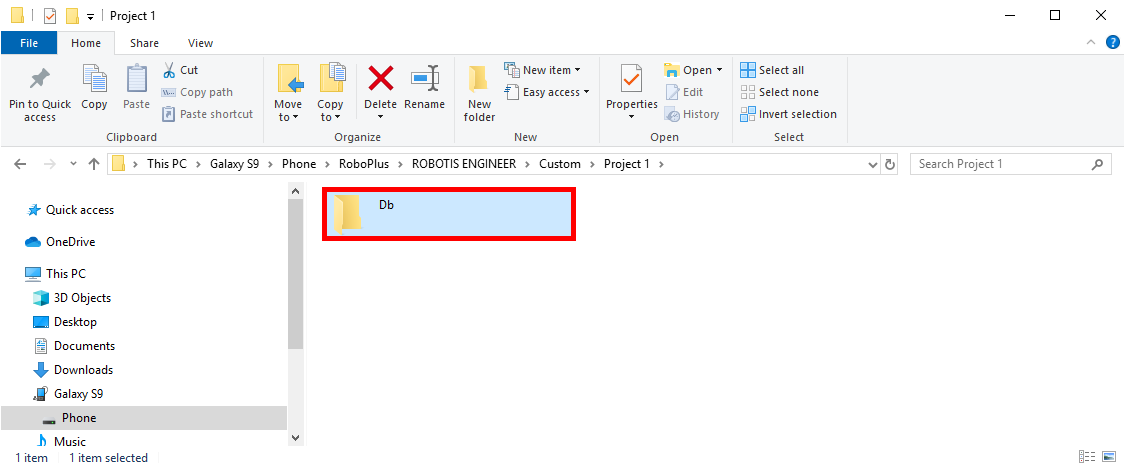 Project 1
File Home Share View
Pin to Quick access
Copy
Paste
Cut
Copy path
Paste shortcut
Clipboard
Move to
Copy to
Delete
Rename
Organize
New folder
New item
Easy access
New
Properties
Open
Edit
History
Open
Select all
Select none
Invert selection
Select
This PC > Galaxy S9 > Phone > RoboPlus > ROBOTIS ENGINEER > Custom > Project 1 >
Search Project 1
Quick access
OneDrive
This PC
3D Objects
Desktop
Documents
Downloads
Galaxy S9
Phone
Music
Db
1 item 1 item selected